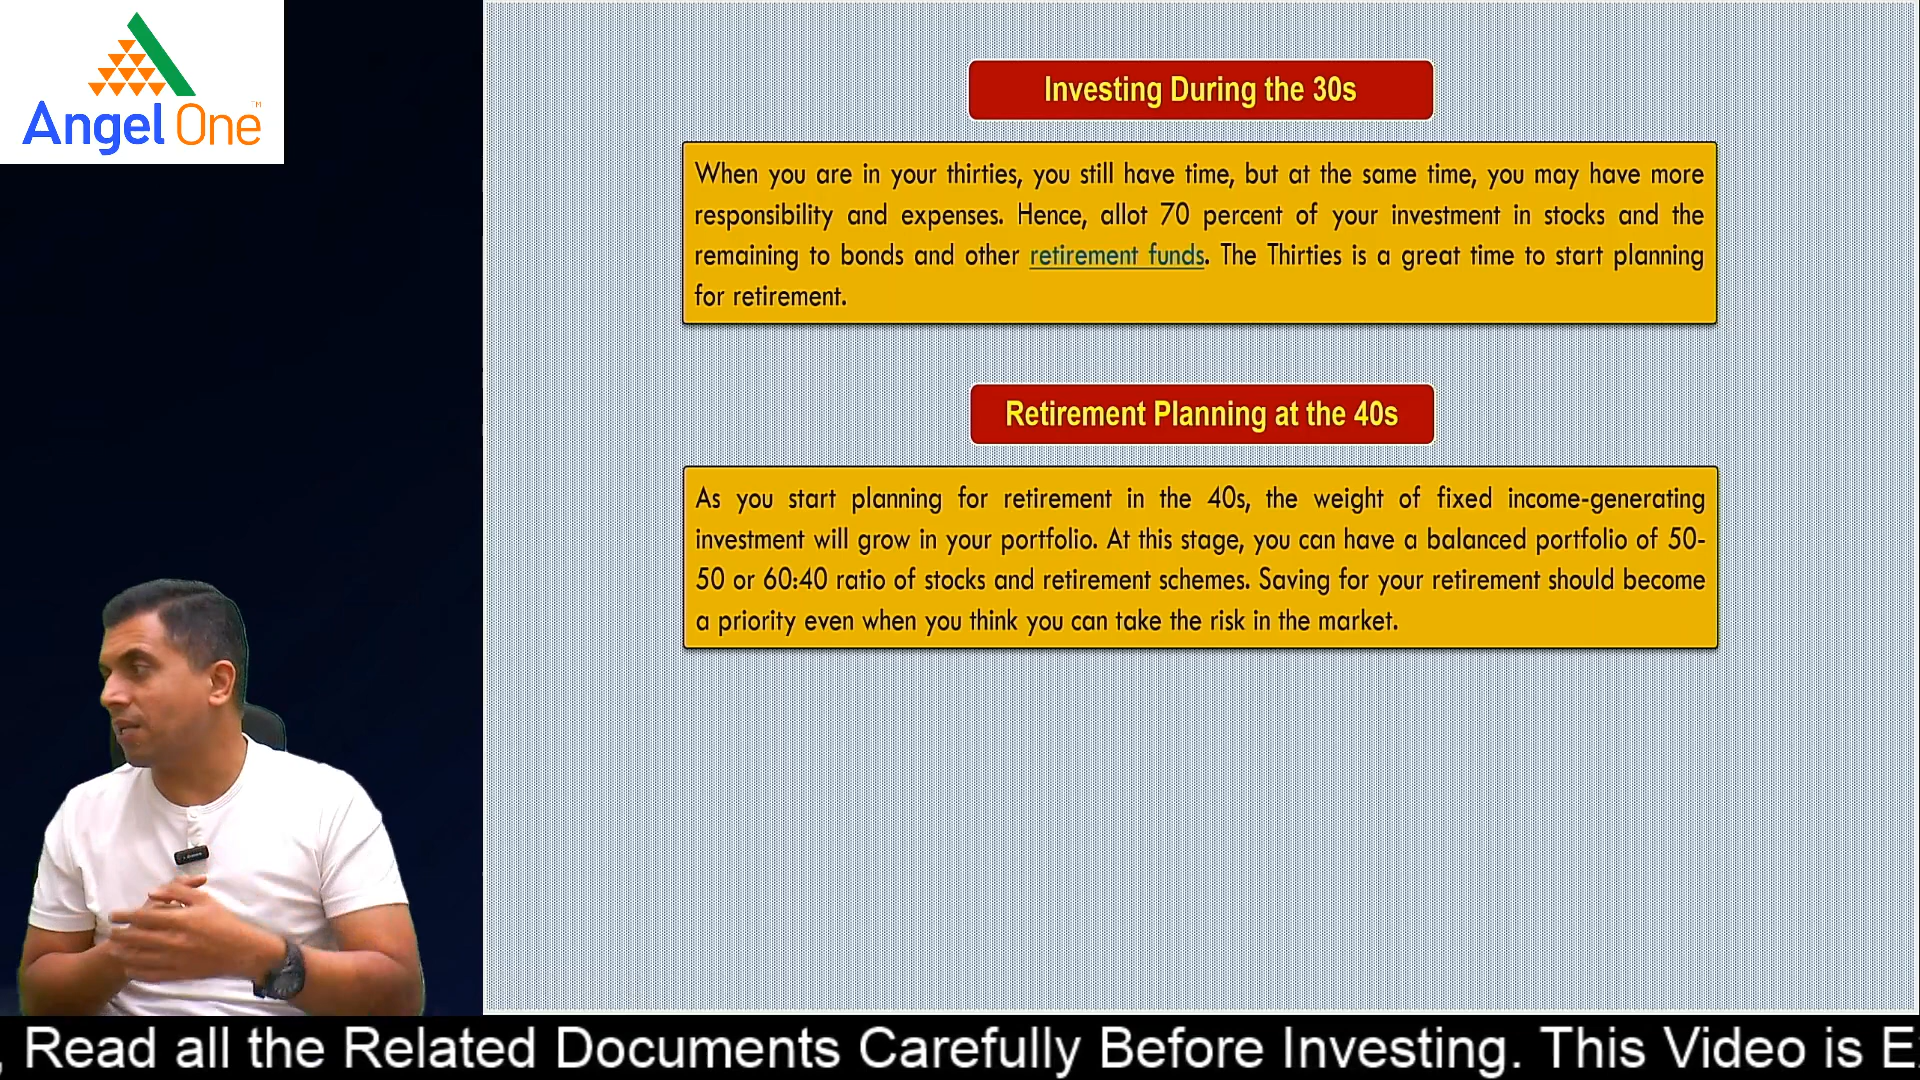 Angel One
TM
Investing During the 30s
When you are in your thirties, you still have time, but at the same time, you may have more
responsibility and expenses. Hence, allot 70 percent of your investment in stocks and the
remaining to bonds and other retirement funds. The Thirties is a great time to start planning
for retirement.
Retirement Planning at the 40s
As you start planning for retirement in the 40s, the weight of fixed income-generating
investment will grow in your portfolio. At this stage, you can have a balanced portfolio of 50-
50 or 60:40 ratio of stocks and retirement schemes. Saving for your retirement should become
a priority even when you think you can take the risk in the market.
, Read all the Related Documents Carefully Before Investing. This Video is